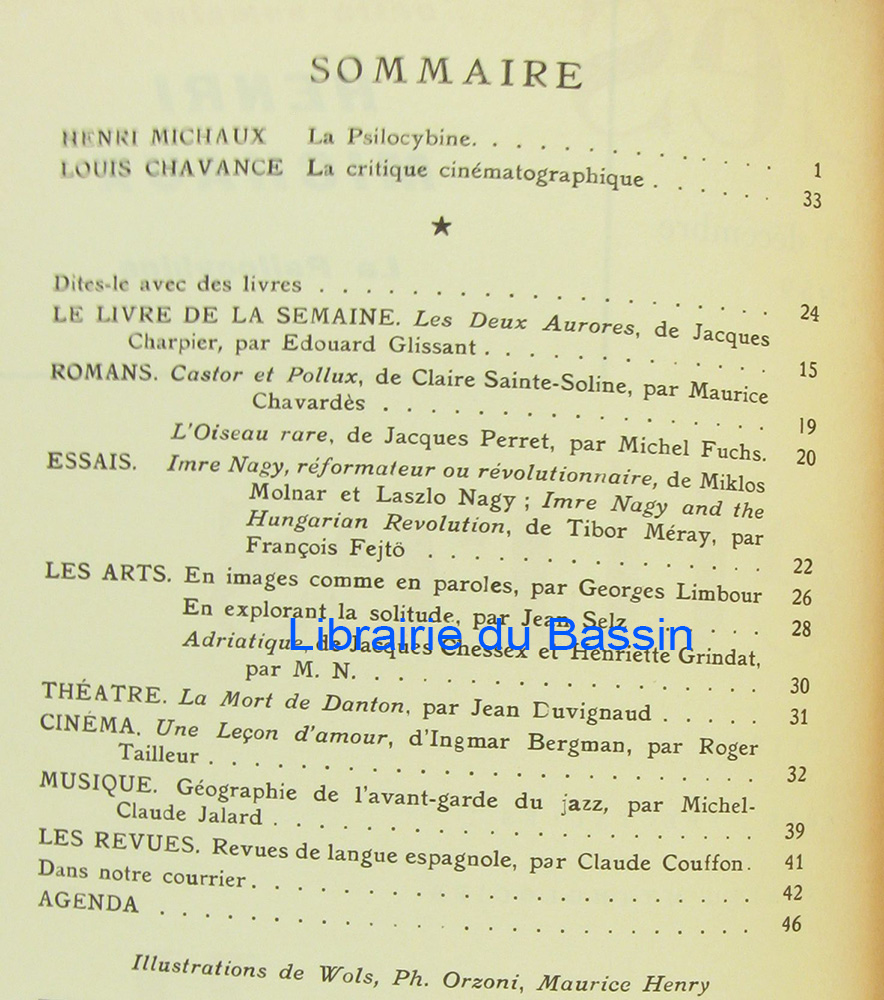 SOMMAIRE
HENRI MICHAUX La Psilocybine. . . . . . . . . . . 1
LOUIS CHAVANCE La critique cinématographique . . . . . 33
★
Dites-le avec des livres . . . . . . . . . . . . . . . 24
LE LIVRE DE LA SEMAINE. Les Deux Aurores, de Jacques
Charpier, par Edouard Glissant . . . . . . . . . . 15
ROMANS. Castor et Pollux, de Claire Sainte-Soline, par Maurice
Chavardès . . . . . . . . . . . . . . . 19
L'Oiseau rare, de Jacques Perret, par Michel Fuchs. 20
ESSAIS. Imre Nagy, réformateur ou révolutionnaire, de Miklos
Molnar et Laszlo Nagy ; Imre Nagy and the
Hungarian Revolution, de Tibor Méray, par
François Fejtö . . . . . . . . . . . . . 22
LES ARTS. En images comme en paroles, par Georges Limbour 26
En explorant la solitude, par Jean Selz . . . 28
Librairie du Bassin
Adriatique de Jacques Chessex et Henriette Grindat,
par M. N. . . . . . . . . . . . . . . . 30
THÉATRE. La Mort de Danton, par Jean Duvignaud . . . . . 31
CINÉMA. Une Leçon d'amour, d'Ingmar Bergman, par Roger
Tailleur . . . . . . . . . . . . . . . . . . . 32
MUSIQUE. Géographie de l'avant-garde du jazz, par Michel-
Claude Jalard . . . . . . . . . . . . . . . . . 39
LES REVUES. Revues de langue espagnole, par Claude Couffon. 41
Dans notre courrier. . . . . . . . . . . . . . . . . . 42
AGENDA . . . . . . . . . . . . . . . . . . . . . 46
Illustrations de Wols, Ph. Orzoni, Maurice Henry